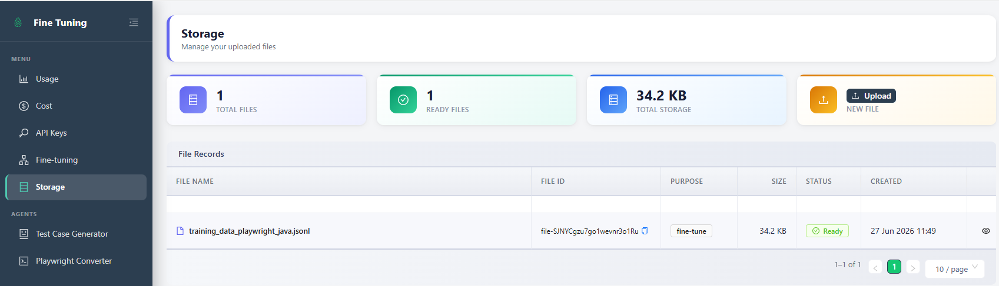 Fine Tuning
MENU
Usage
Cost
API Keys
Fine-tuning
Storage
AGENTS
Test Case Generator
Playwright Converter
Storage
Manage your uploaded files
1
TOTAL FILES
1
READY FILES
34.2 KB
TOTAL STORAGE
Upload
NEW FILE
File Records
FILE NAME FILE ID PURPOSE SIZE STATUS CREATED
training_data_playwright_java.jsonl file-SJNYCgzu7go1wevnr3o1Ru fine-tune 34.2 KB Ready 27 Jun 2026 11:49
1–1 of 1 < 1 > 10 / page